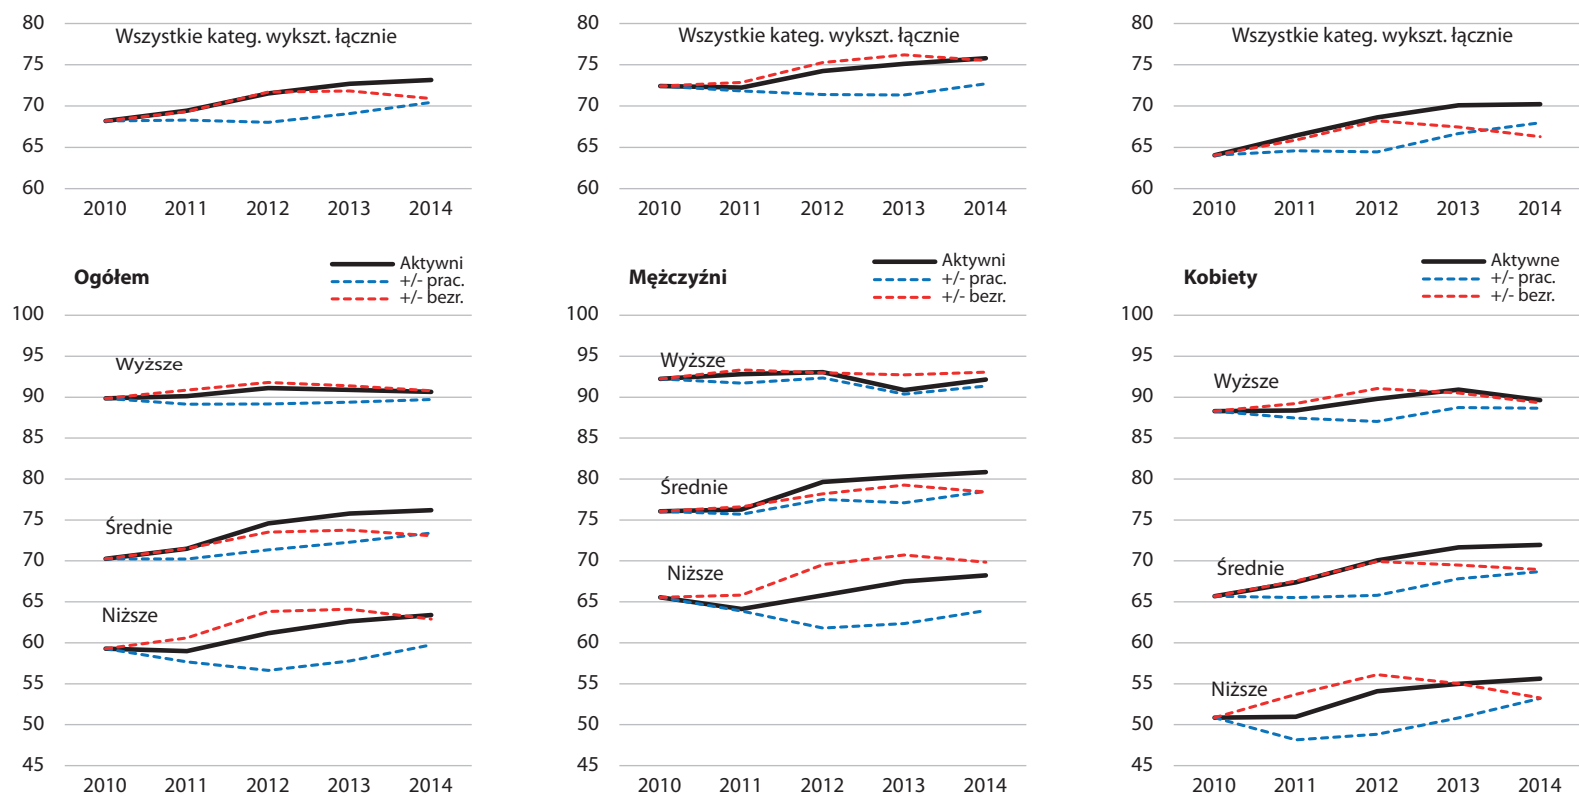 Wszystkie kateg. wykszt. łącznie
80
75
70
65
60
2010 2011 2012 2013 2014
Wszystkie kateg. wykszt. łącznie
80
75
70
65
60
2010 2011 2012 2013 2014
Wszystkie kateg. wykszt. łącznie
80
75
70
65
60
2010 2011 2012 2013 2014
Ogółem
Aktywni
+/- prac.
+/- bezr.
100
95
90
85
80
75
70
65
60
55
50
45
Wyższe
Średnie
Niższe
2010 2011 2012 2013 2014
Mężczyźni
Aktywni
+/- prac.
+/- bezr.
100
95
90
85
80
75
70
65
60
55
50
45
Wyższe
Średnie
Niższe
2010 2011 2012 2013 2014
Kobiety
Aktywne
+/- prac.
+/- bezr.
100
95
90
85
80
75
70
65
60
55
50
45
Wyższe
Średnie
Niższe
2010 2011 2012 2013 2014